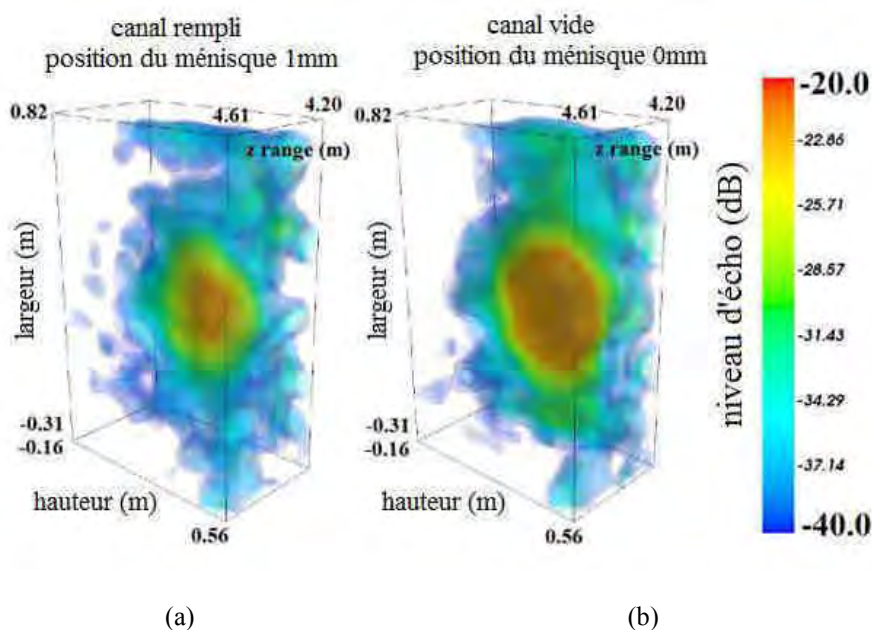 canal rempli
position du ménisque 1mm
canal vide
position du ménisque 0mm
0.82
4.61
4.20
z range (m)
largeur (m)
-0.31
-0.16
hauteur (m)
0.56
0.82
4.61
4.20
z range (m)
largeur (m)
-0.31
-0.16
hauteur (m)
0.56
niveau d'écho (dB)
-20.0
-22.86
-25.71
-28.57
-31.43
-34.29
-37.14
-40.0
(a)
(b)